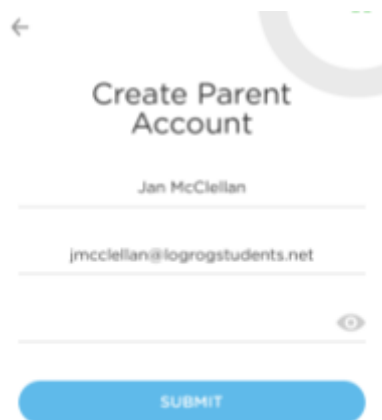 Create Parent
Account
Jan McClellan
jmcclellan@logrogstudents.net
SUBMIT